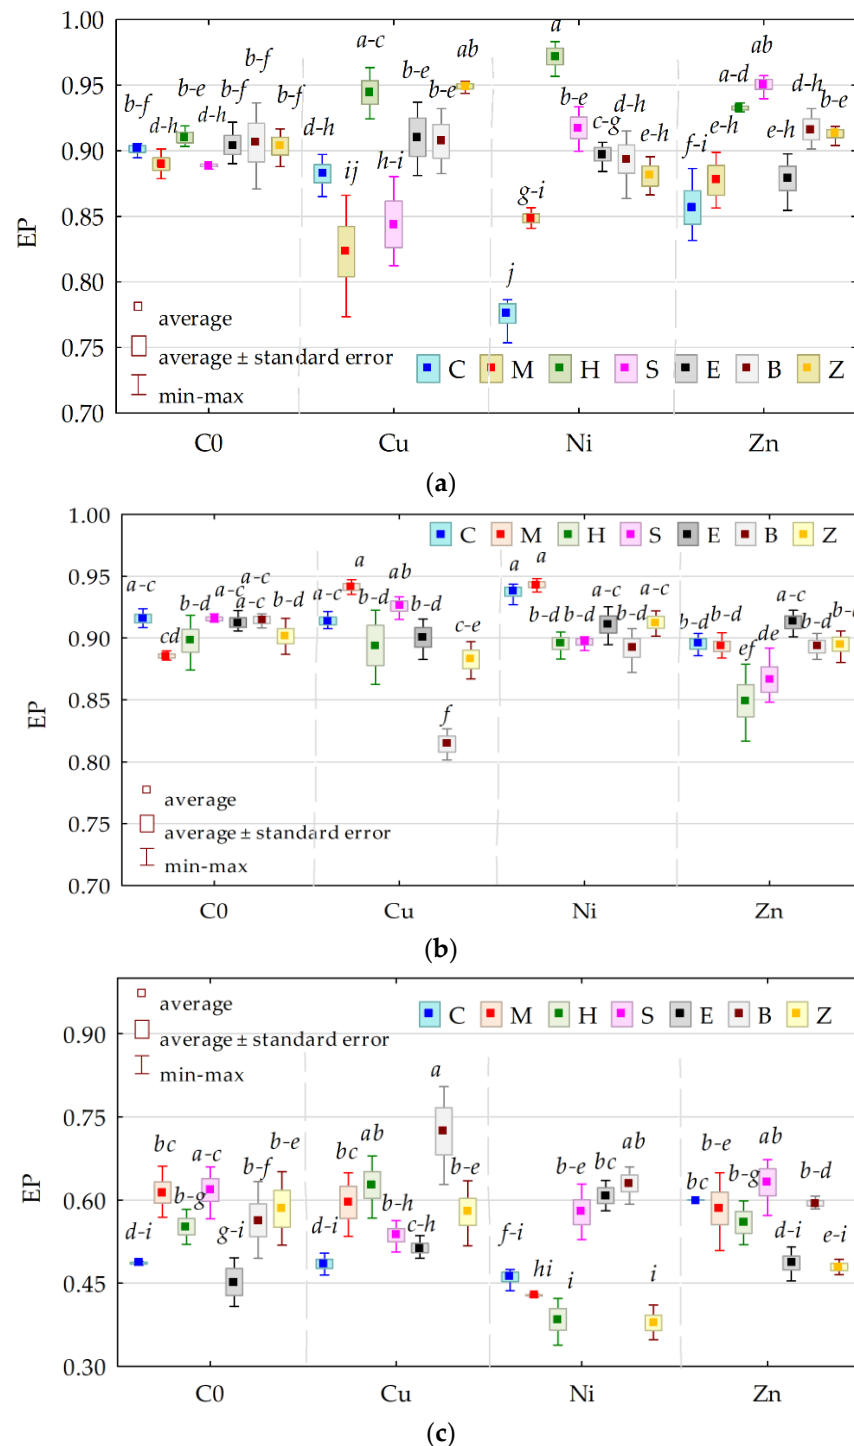 1.00
0.95
0.90
0.85
0.80
0.75
0.70
EP
b-f
d-h
b-e
d-h
b-f
b-f
b-f
d-h
ij
a-c
h-i
b-e
b-e
ab
j
g-i
a
b-e
c-g
d-h
e-h
f-i
e-h
a-d
ab
e-h
d-h
b-e
average
average ± standard error
min-max
C M H S E B Z
C0 Cu Ni Zn
(a)
1.00
0.95
0.90
0.85
0.80
0.75
0.70
EP
C M H S E B Z
a-c
cd
b-d
a-c
a-c
a-c
b-d
a-c
a
b-d
ab
b-d
f
c-e
a
a
b-d
b-d
a-c
b-d
a-c
b-d
b-d
ef
de
a-c
b-d
b-d
average
average ± standard error
min-max
C0 Cu Ni Zn
(b)
0.90
0.75
0.60
0.45
0.30
EP
average
average ± standard error
min-max
C M H S E B Z
d-i
bc
b-g
a-c
g-i
b-f
b-e
d-i
bc
ab
b-h
c-h
a
b-e
f-i
hi
i
b-e
bc
ab
i
bc
b-e
b-g
ab
d-i
b-d
e-i
C0 Cu Ni Zn
(c)